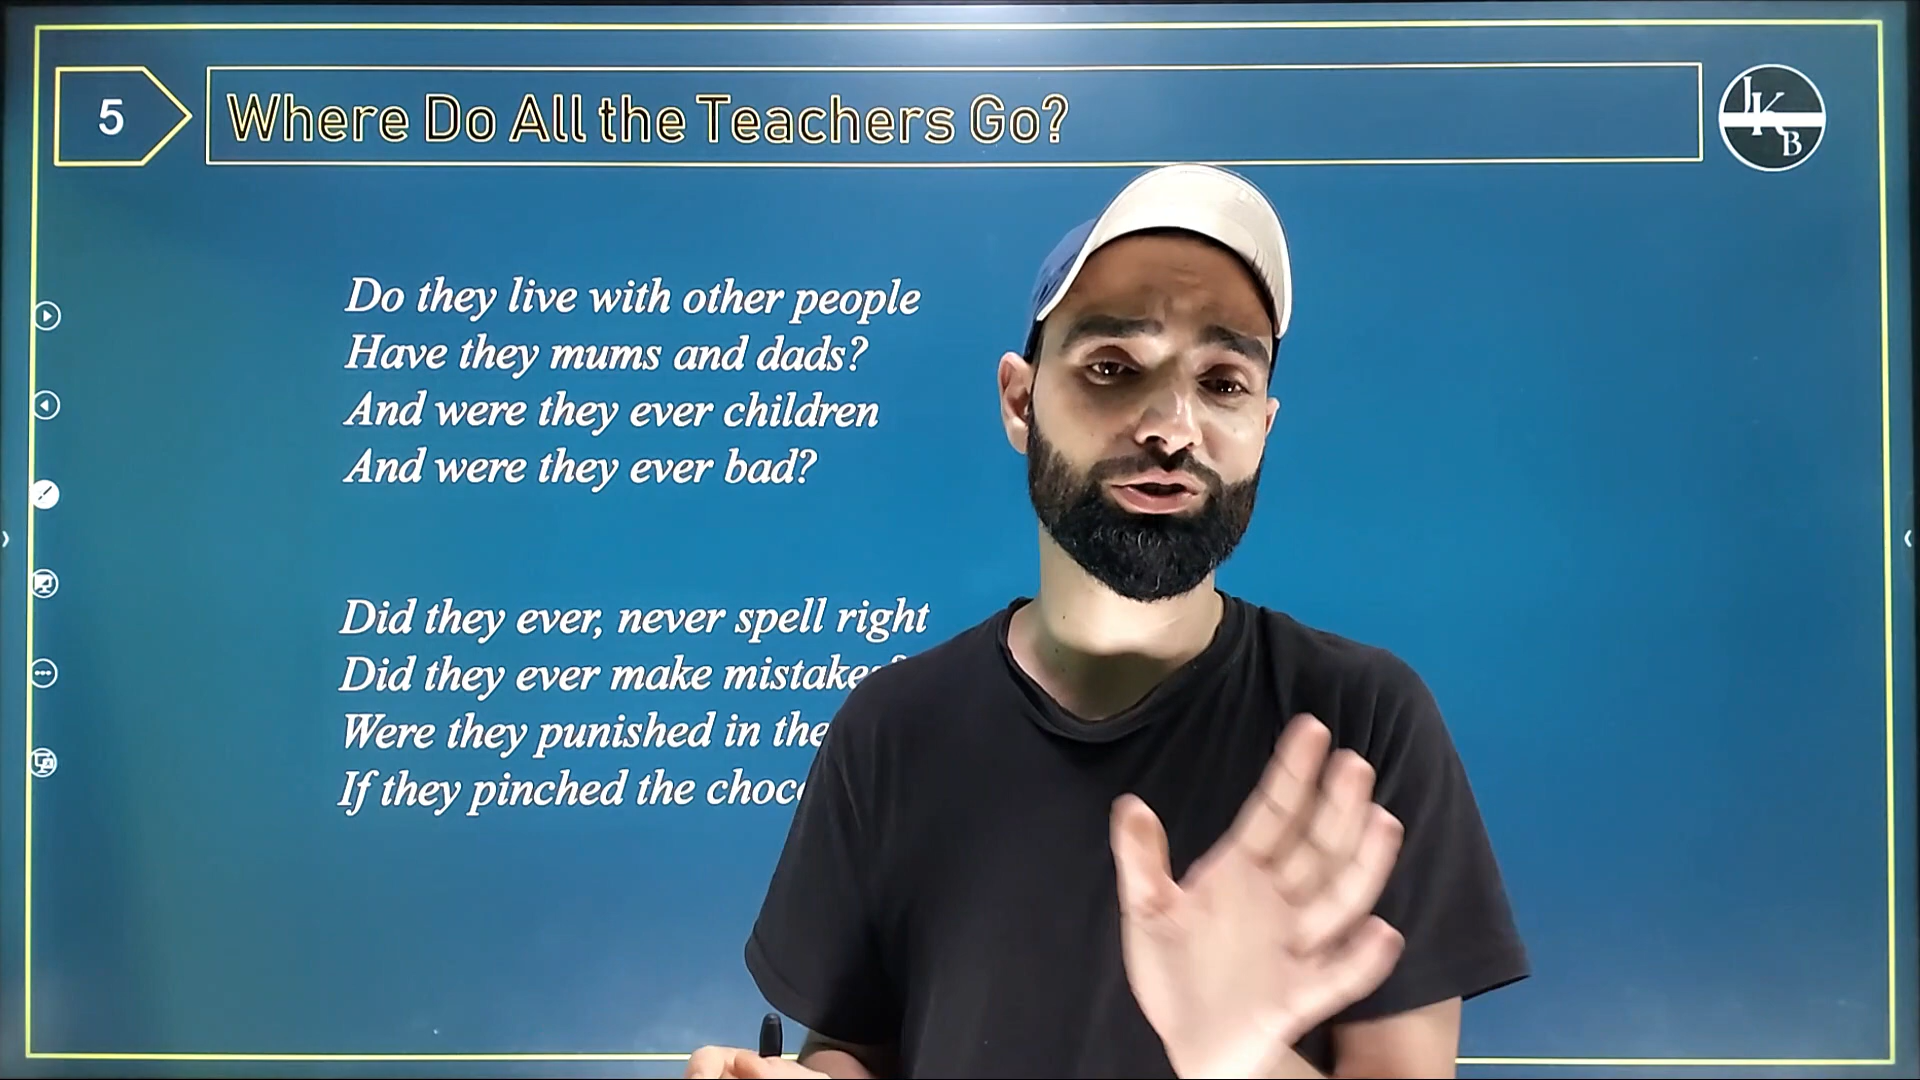 5
Where Do All the Teachers Go?
JK
B
Do they live with other people
Have they mums and dads?
And were they ever children
And were they ever bad?
Did they ever, never spell right
Did they ever make mistakes?
Were they punished in the
If they pinched the